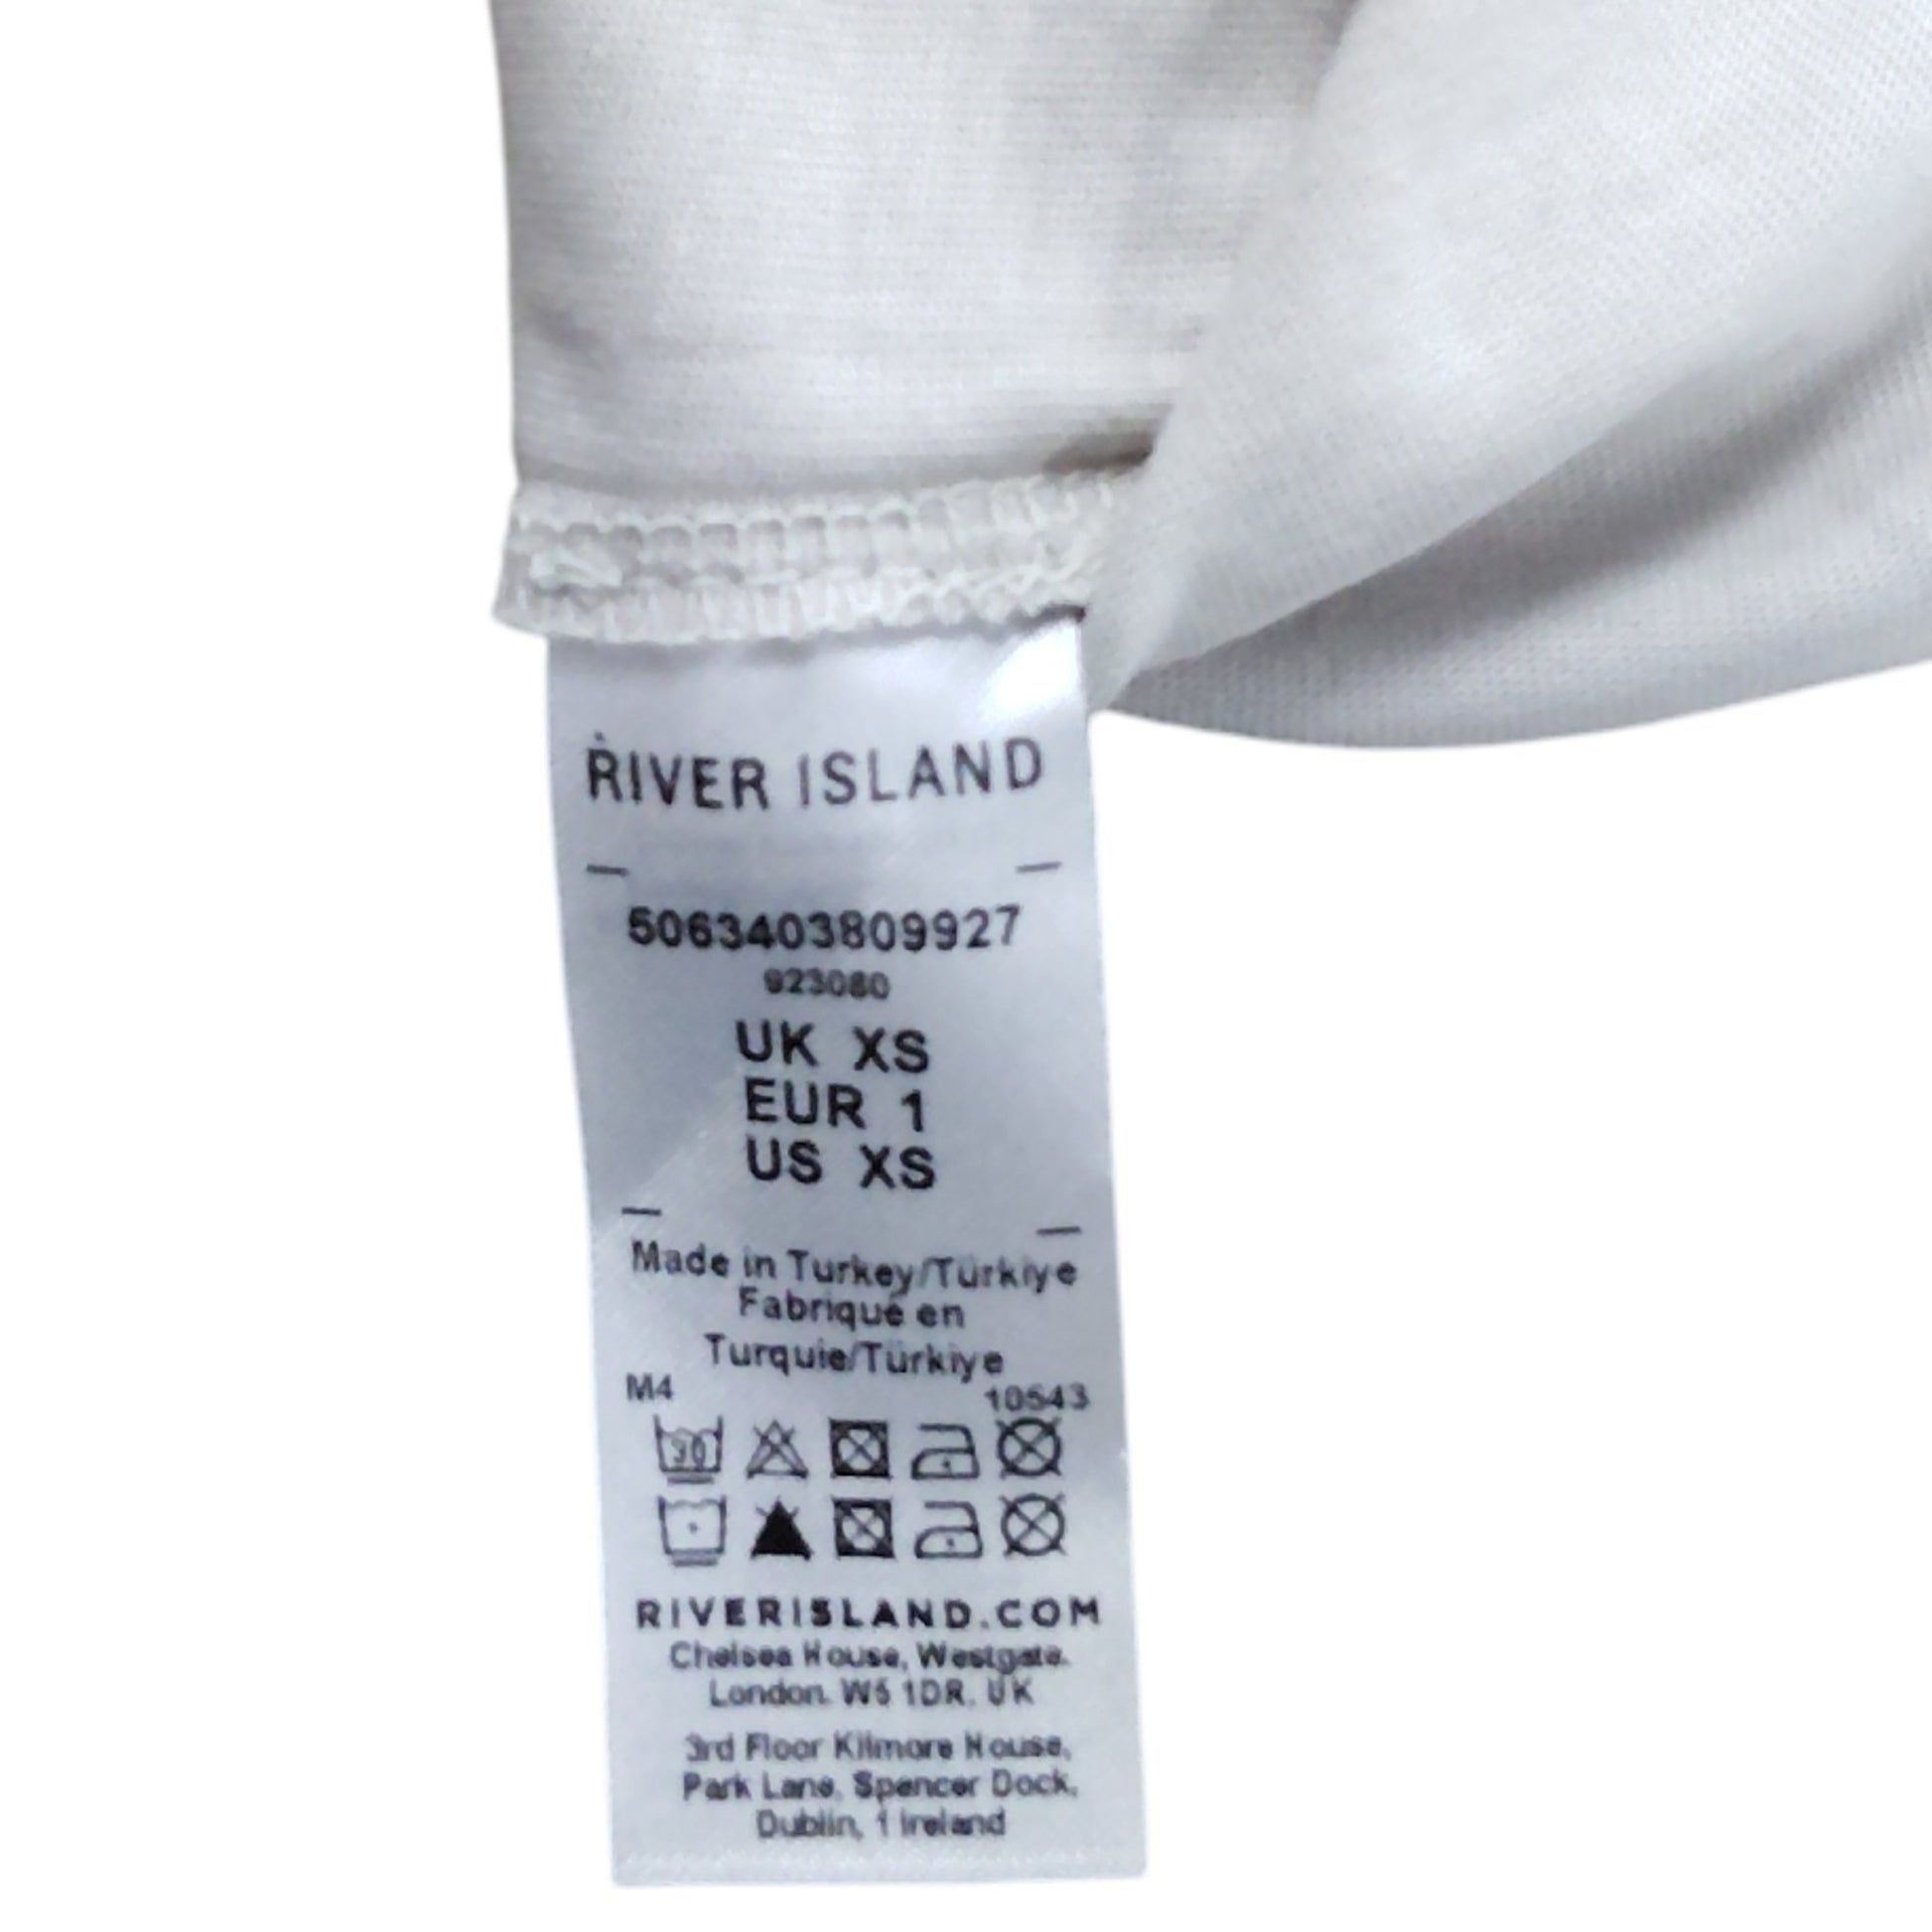 RIVER ISLAND
5063403809927
923080
UK XS
EUR 1
US XS
Made in Turkey/Türkiye
Fabriqué en
Turquie/Türkiye
M4 10543
30
RIVERISLAND.COM
Chelsea House, Westgate.
London. W5 1DR. UK
3rd Floor Kilmore House,
Park Lane, Spencer Dock,
Dublin, 1 Ireland